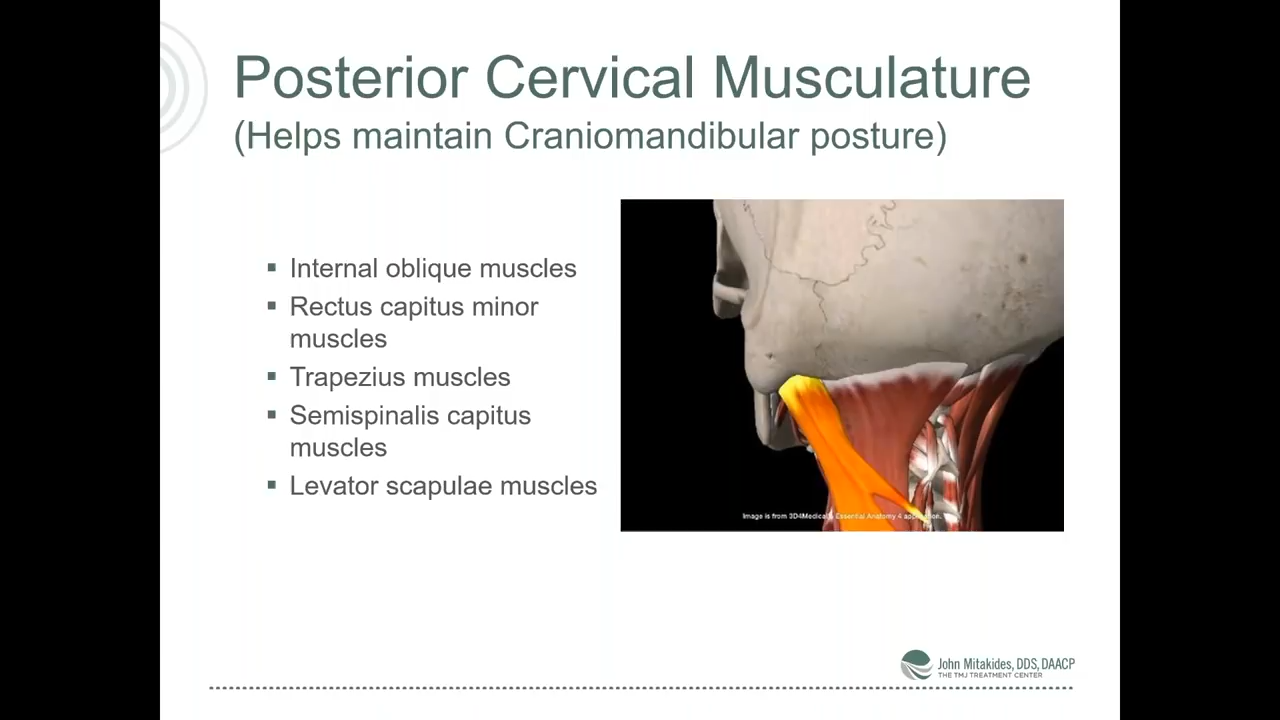 Posterior Cervical Musculature
(Helps maintain Craniomandibular posture)
▪ Internal oblique muscles
▪ Rectus capitus minor
muscles
▪ Trapezius muscles
▪ Semispinalis capitus
muscles
▪ Levator scapulae muscles
Image is from 3D4Medical's Essential Anatomy 4 application.
John Mitakides, DDS, DAACP
THE TMJ TREATMENT CENTER